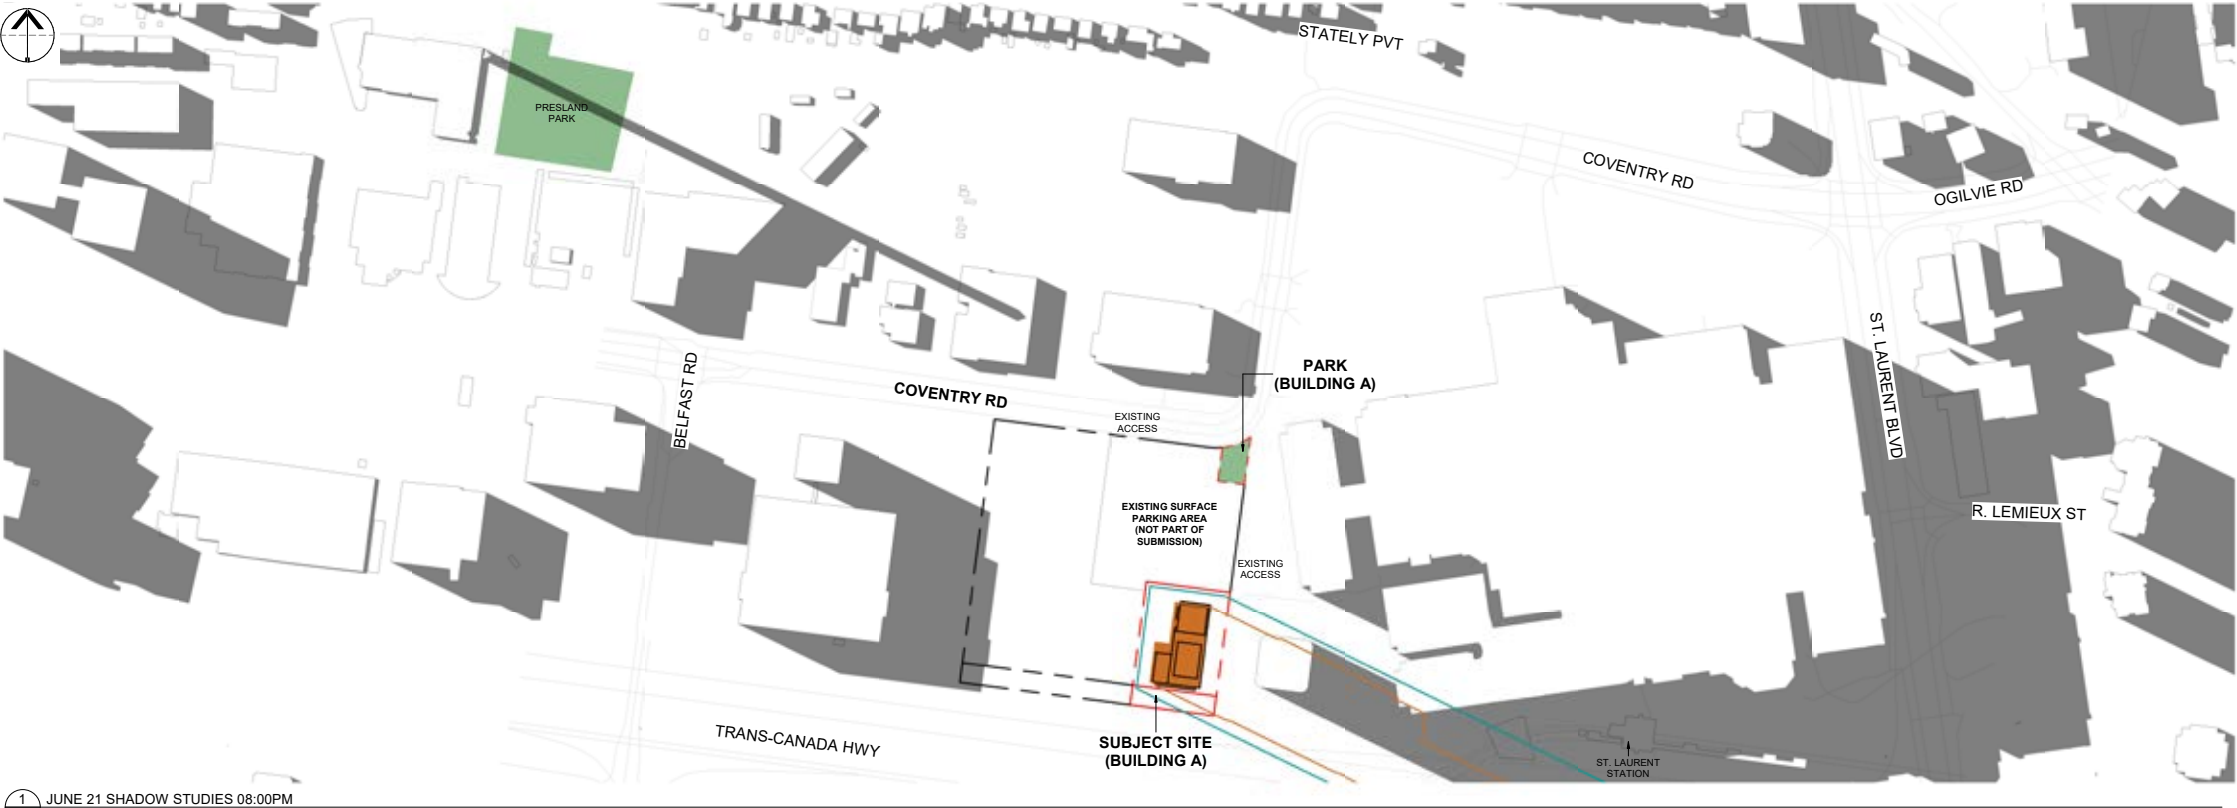 STATELY PVT
PRESLAND
PARK
COVENTRY RD
OGILVIE RD
ST. LAURENT BLVD
BELFAST RD
COVENTRY RD
PARK
(BUILDING A)
EXISTING
ACCESS
EXISTING SURFACE
PARKING AREA
(NOT PART OF
SUBMISSION)
R. LEMIEUX ST
EXISTING
ACCESS
TRANS-CANADA HWY
SUBJECT SITE
(BUILDING A)
ST. LAURENT
STATION
1 JUNE 21 SHADOW STUDIES 08:00PM